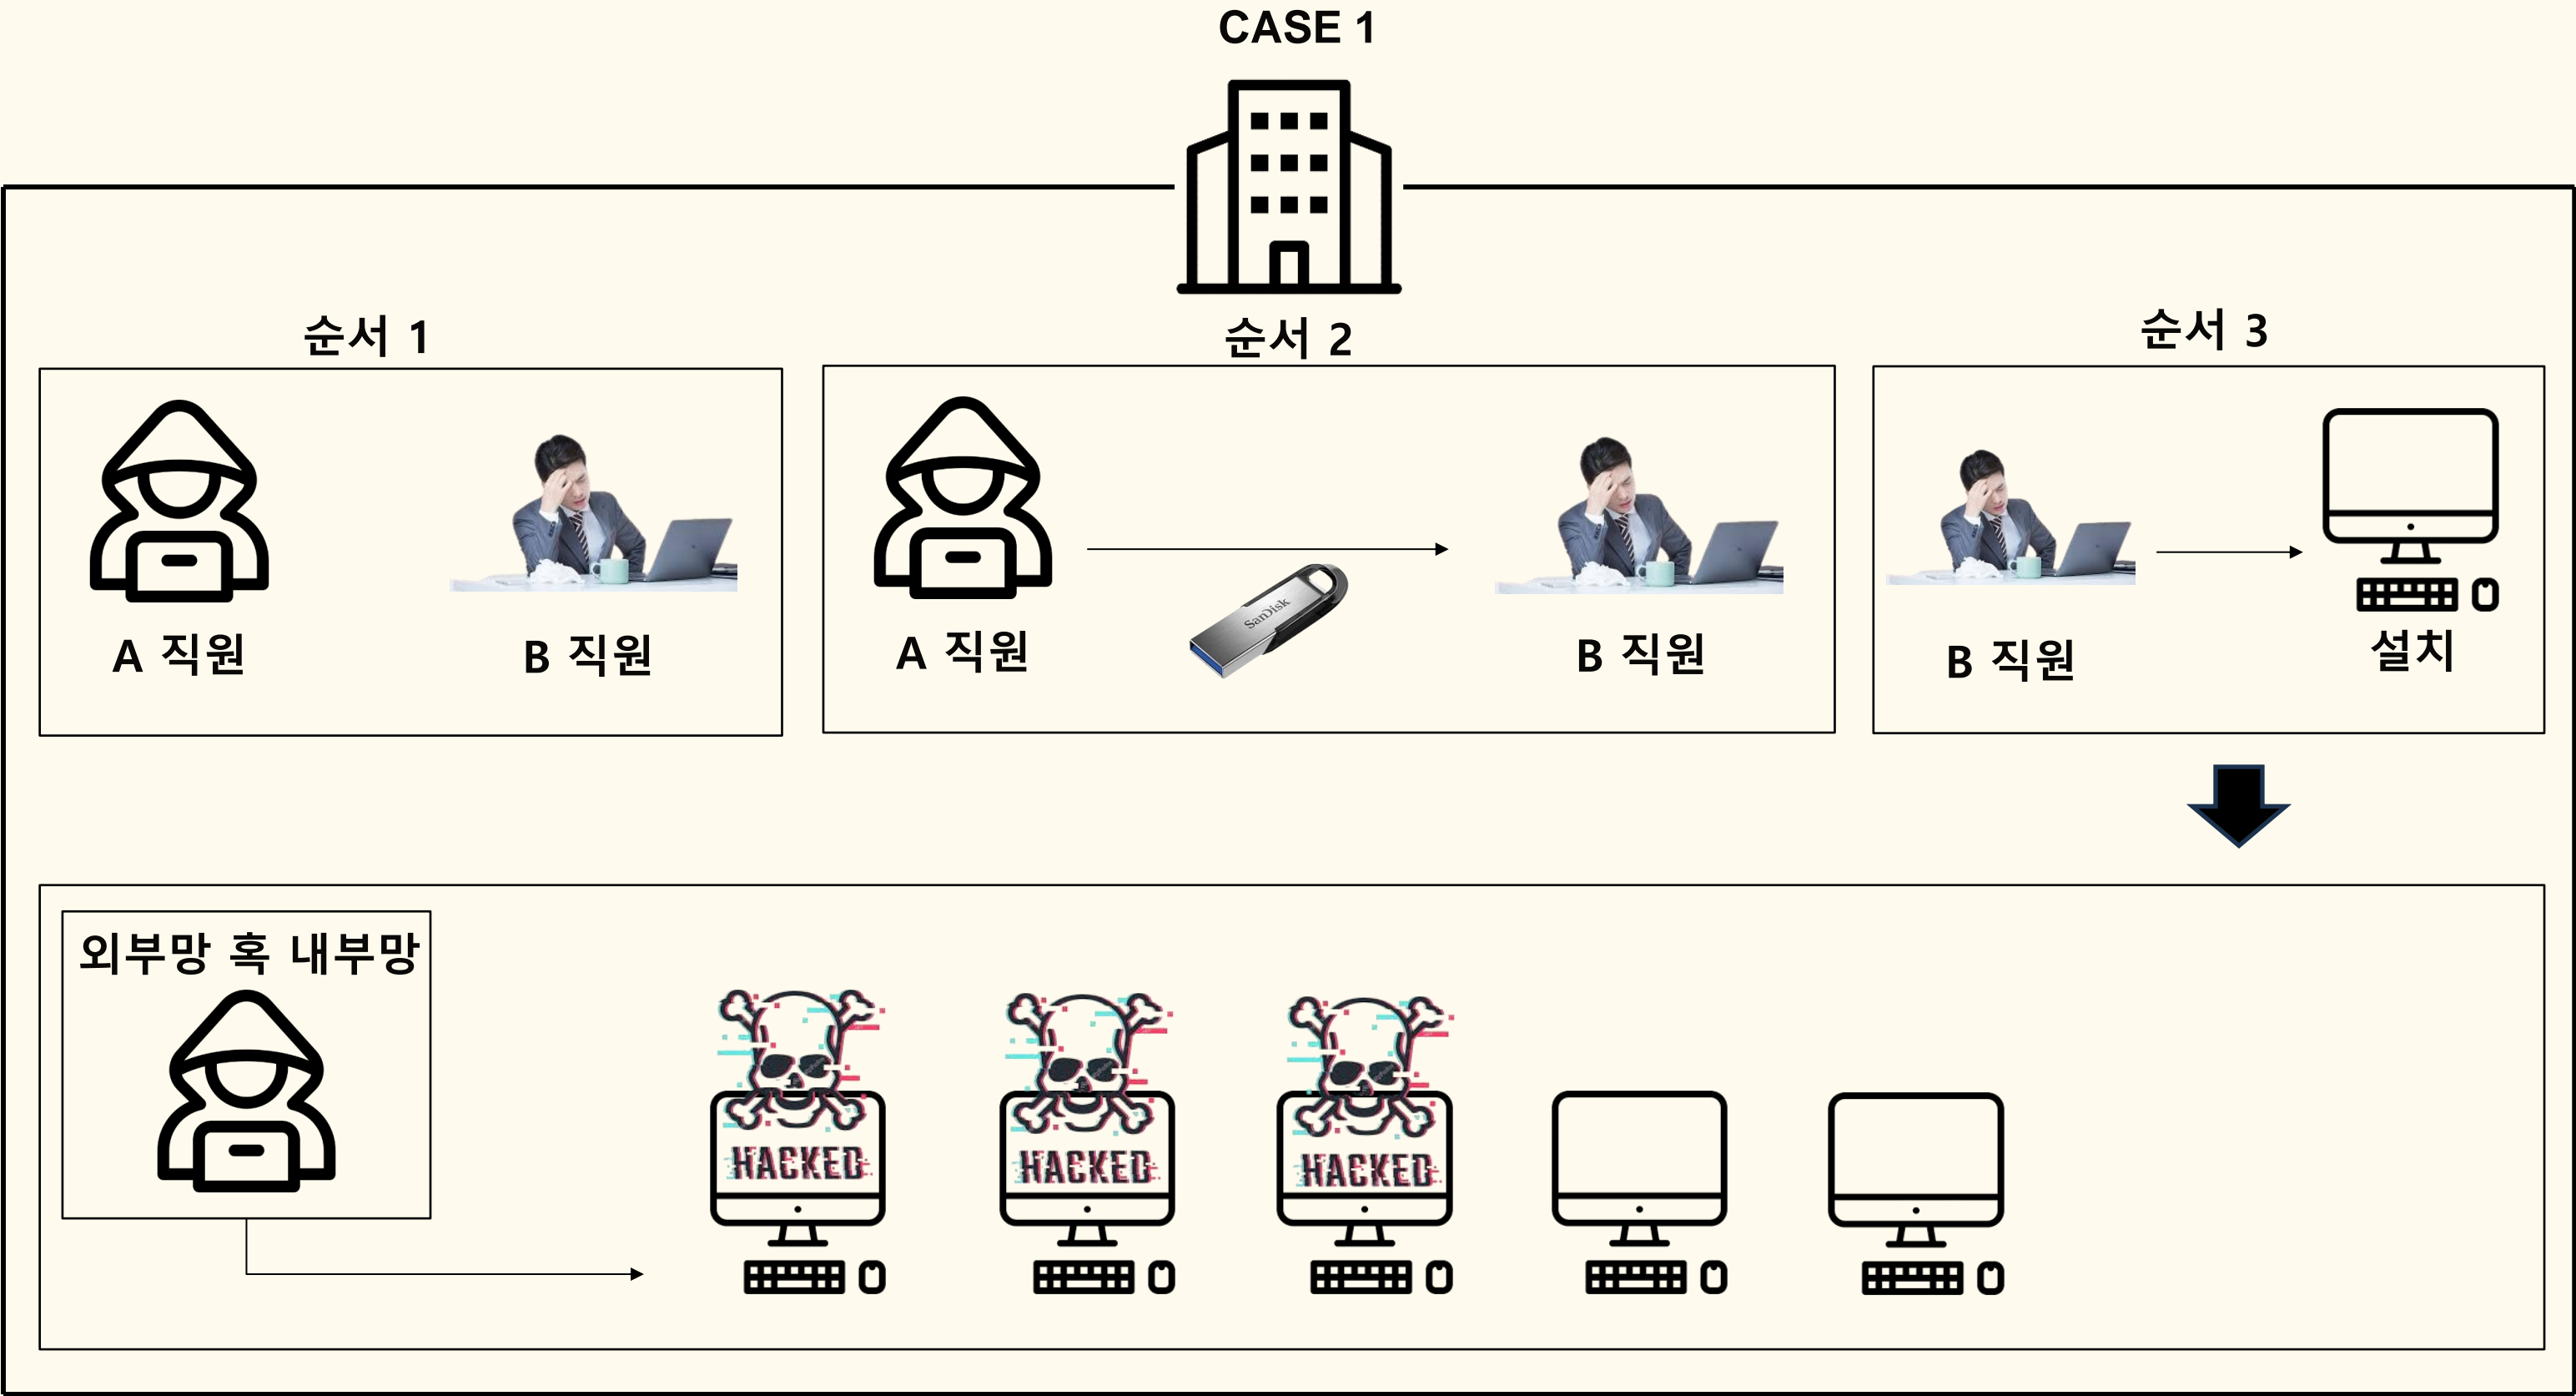 CASE 1
순서 1
순서 2
순서 3
A 직원
B 직원
A 직원
SanDisk
B 직원
B 직원
설치
외부망 혹 내부망
HACKED
HACKED
HACKED